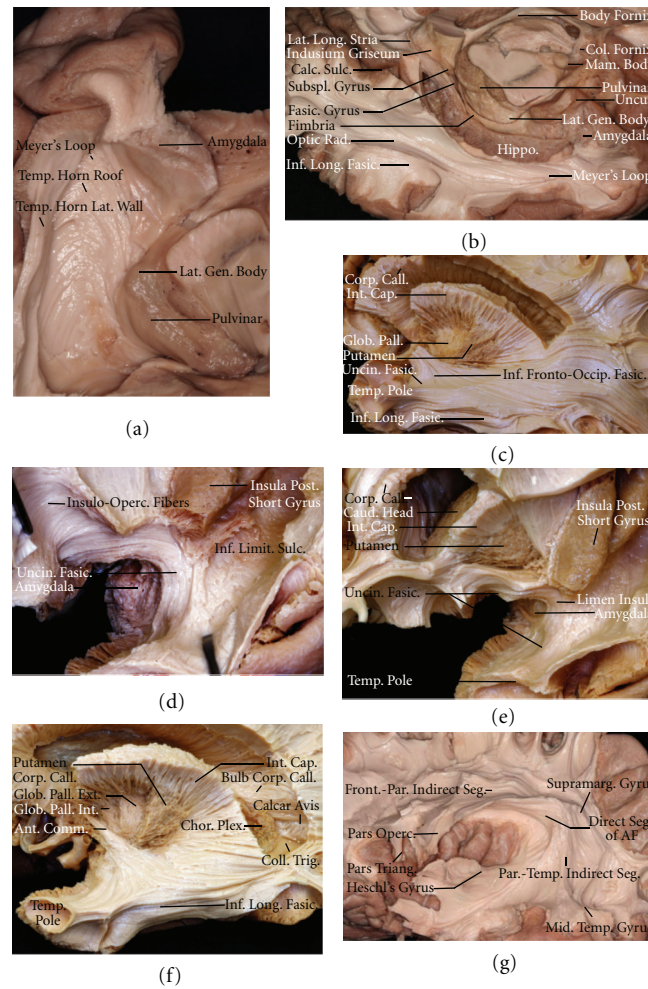 Meyer's Loop
Amygdala
Temp. Horn Roof
Temp. Horn Lat. Wall
Lat. Gen. Body
Pulvinar
(a)
Body Fornix
Lat. Long. Stria
Indusium Griseum
Col. Fornix
Calc. Sulc.
Mam. Body
Subspl. Gyrus
Pulvinar
Uncus
Fasic. Gyrus
Fimbria
Lat. Gen. Body
Optic Rad.
Amygdala
Hippo.
Inf. Long. Fasic.
Meyer's Loop
(b)
Corp. Call.
Int. Cap.
Glob. Pall.
Putamen
Uncin. Fasic.
Inf. Fronto-Occip. Fasic.
Temp. Pole
Inf. Long. Fasic.
(c)
Insula Post.
Short Gyrus
Insulo-Operc. Fibers
Inf. Limit. Sulc.
Uncin. Fasic.
Amygdala
(d)
Corp. Call
Caud. Head
Int. Cap.
Putamen
Insula Post.
Short Gyrus
Uncin. Fasic.
Limen Insul
Amygdala
Temp. Pole
(e)
Putamen
Corp. Call.
Glob. Pall. Ext.
Glob. Pall. Int.
Ant. Comm.
Int. Cap.
Bulb Corp. Call.
Calcar Avis
Chor. Plex.
Coll. Trig.
Temp.
Pole
Inf. Long. Fasic.
(f)
Front.-Par. Indirect Seg.
Supramarg. Gyru
Pars Operc.
Direct Seg
of AF
Pars Triang.
Heschl's Gyrus
Par.-Temp. Indirect Seg.
Mid. Temp. Gyru
(g)